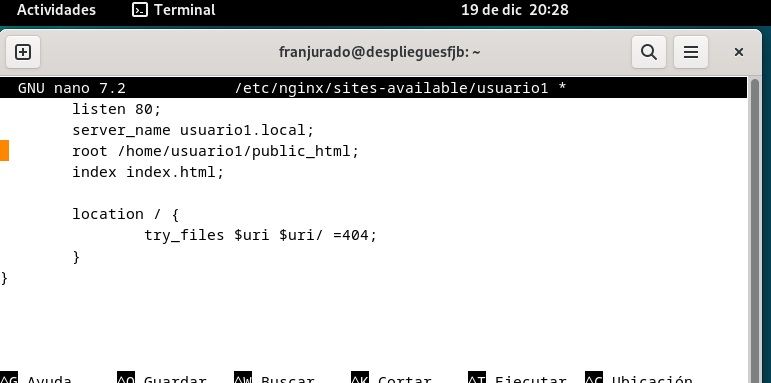 Actividades Terminal 19 de dic 20:28
franjurado@desplieguesfjb: ~
GNU nano 7.2 /etc/nginx/sites-available/usuario1 *
listen 80;
server_name usuario1.local;
root /home/usuario1/public_html;
index index.html;
location / {
try_files $uri $uri/ =404;
}
}
^G Ayuda ^O Guardar ^W Buscar ^K Cortar ^T Ejecutar ^C Ubicación